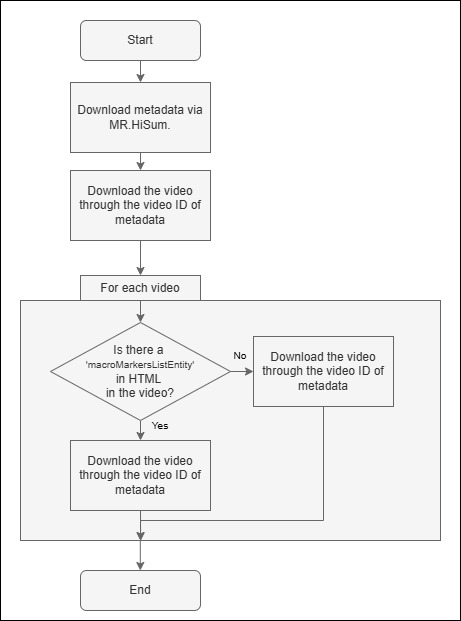 Start
Download metadata via
MR.HiSum.
Download the video
through the video ID of
metadata
For each video
Is there a
'macroMarkersListEntity'
in HTML
in the video?
No
Download the video
through the video ID of
metadata
Yes
Download the video
through the video ID of
metadata
End